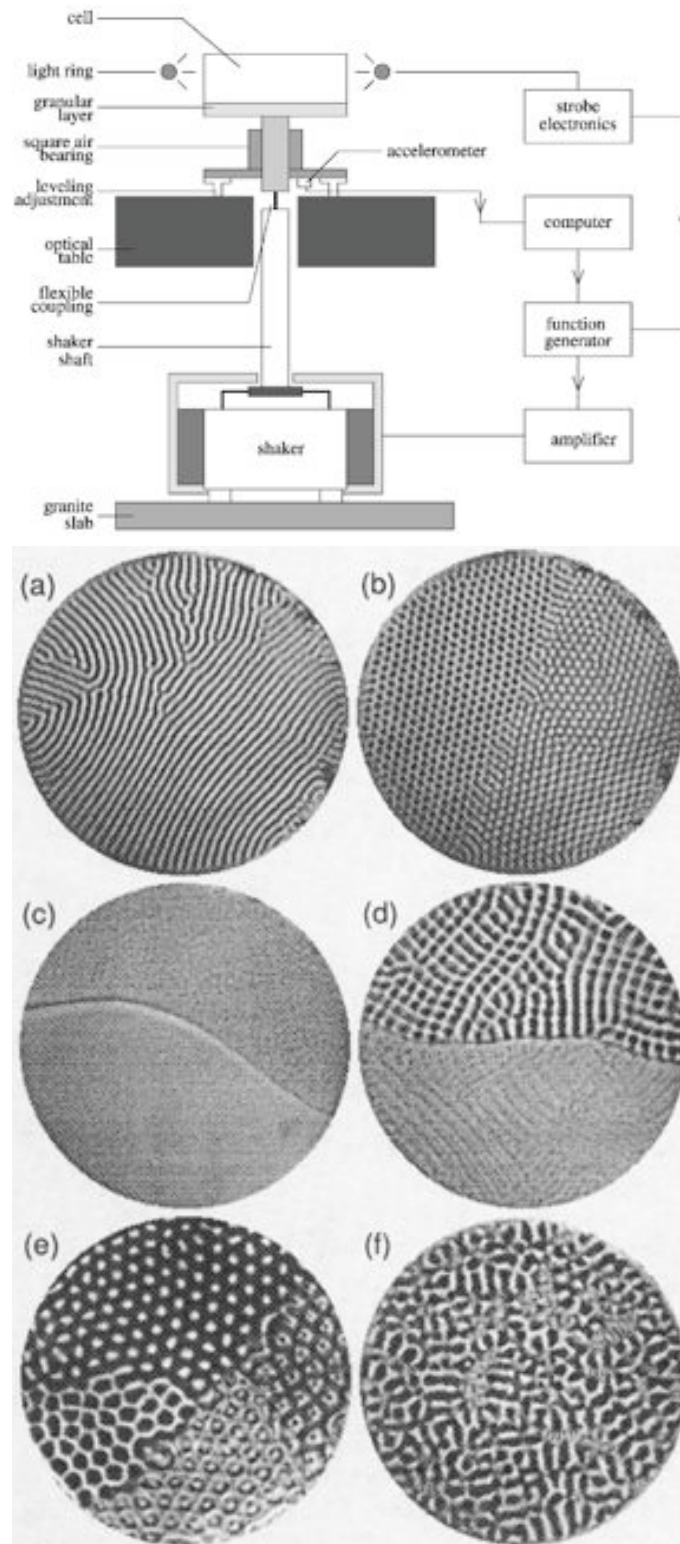 cell
light ring
granular
layer
square air
bearing
leveling
adjustment
optical
table
flexible
coupling
shaker
shaft
granite
slab
accelerometer
shaker
strobe
electronics
computer
function
generator
amplifier
(a)
(b)
(c)
(d)
(e)
(f)